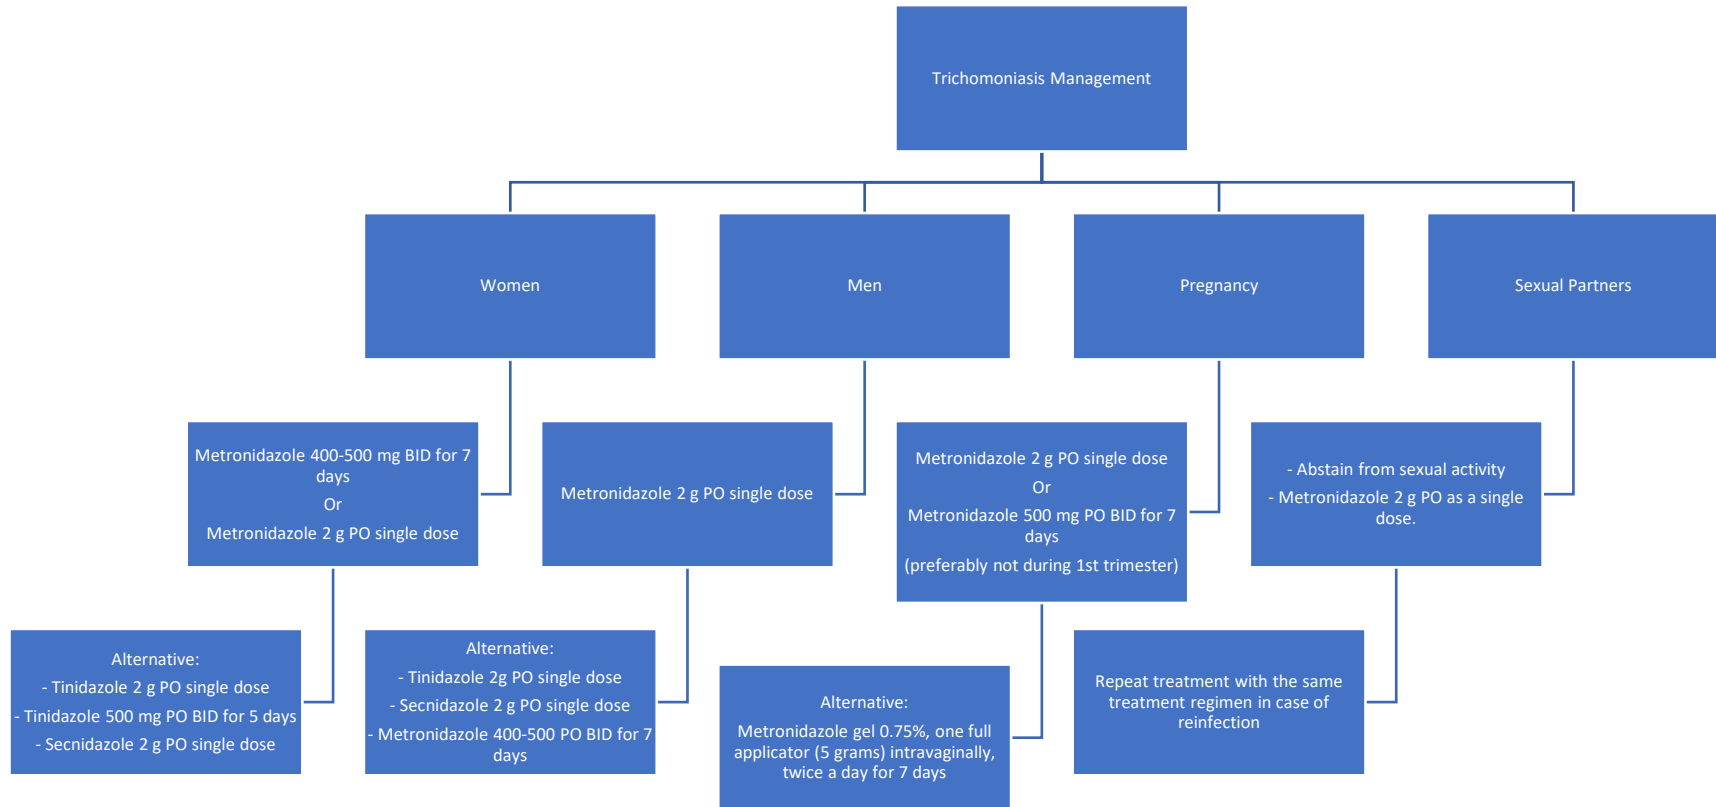 Trichomoniasis Management
Women
Men
Pregnancy
Sexual Partners
Metronidazole 400-500 mg BID for 7
days
Or
Metronidazole 2 g PO single dose
Metronidazole 2 g PO single dose
Metronidazole 2 g PO single dose
Or
Metronidazole 500 mg PO BID for 7
days
(preferably not during 1st trimester)
- Abstain from sexual activity
- Metronidazole 2 g PO as a single
dose.
Alternative:
- Tinidazole 2 g PO single dose
- Tinidazole 500 mg PO BID for 5 days
- Secnidazole 2 g PO single dose
Alternative:
- Tinidazole 2g PO single dose
- Secnidazole 2 g PO single dose
- Metronidazole 400-500 PO BID for 7
days
Alternative:
Metronidazole gel 0.75%, one full
applicator (5 grams) intravaginally,
twice a day for 7 days
Repeat treatment with the same
treatment regimen in case of
reinfection